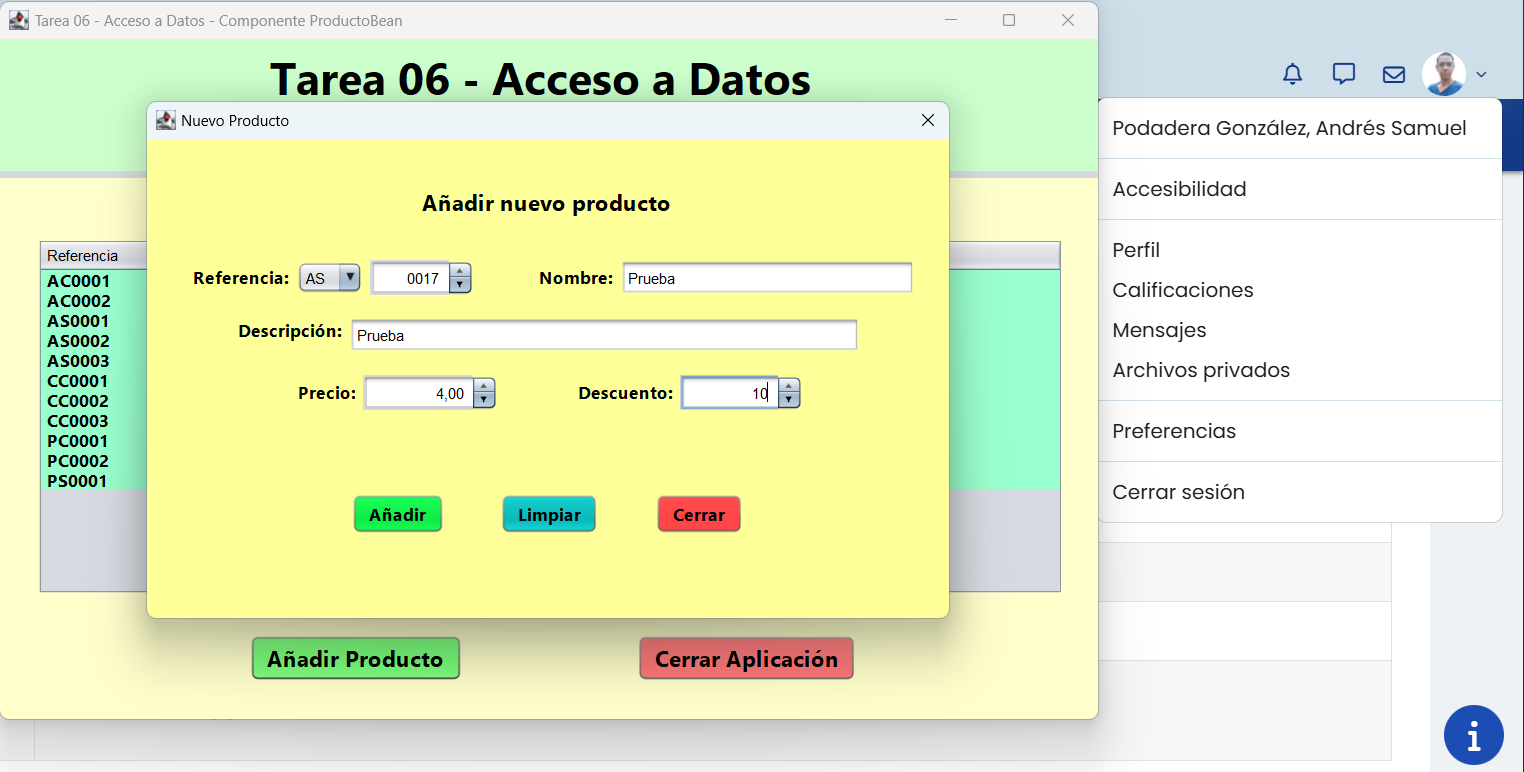 Tarea 06 - Acceso a Datos - Componente ProductoBean
Tarea 06 - Acceso a Datos
Nuevo Producto
Añadir nuevo producto
Referencia: AS 0017 Nombre: Prueba
Descripción: Prueba
Precio: 4,00 Descuento: 10
Añadir Limpiar Cerrar
Referencia
AC0001
AC0002
AS0001
AS0002
AS0003
CC0001
CC0002
CC0003
PC0001
PC0002
PS0001
Añadir Producto Cerrar Aplicación
Podadera González, Andrés Samuel
Accesibilidad
Perfil
Calificaciones
Mensajes
Archivos privados
Preferencias
Cerrar sesión
i